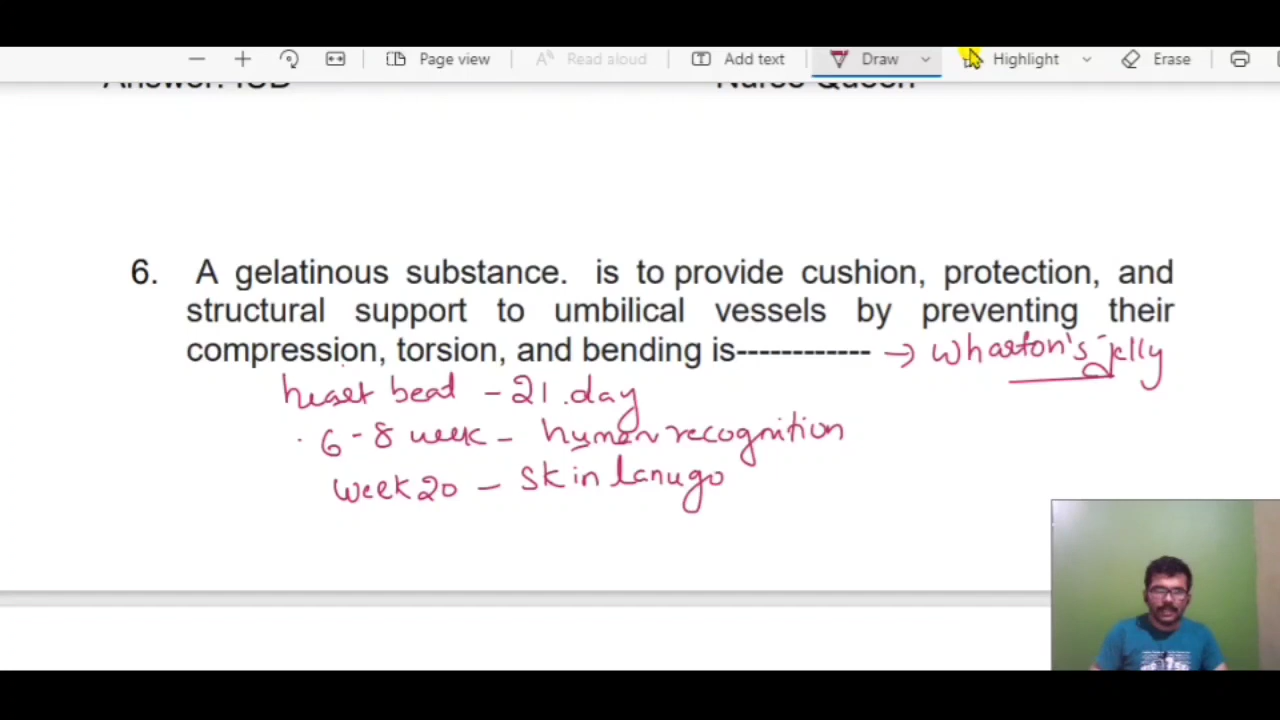 Page view Read aloud Add text Draw Highlight Erase
6. A gelatinous substance. is to provide cushion, protection, and
structural support to umbilical vessels by preventing their
compression, torsion, and bending is------------ → Wharton's jelly
heart beat - 21.day
6-8 week - human recognition
week 20 - skin lanugo